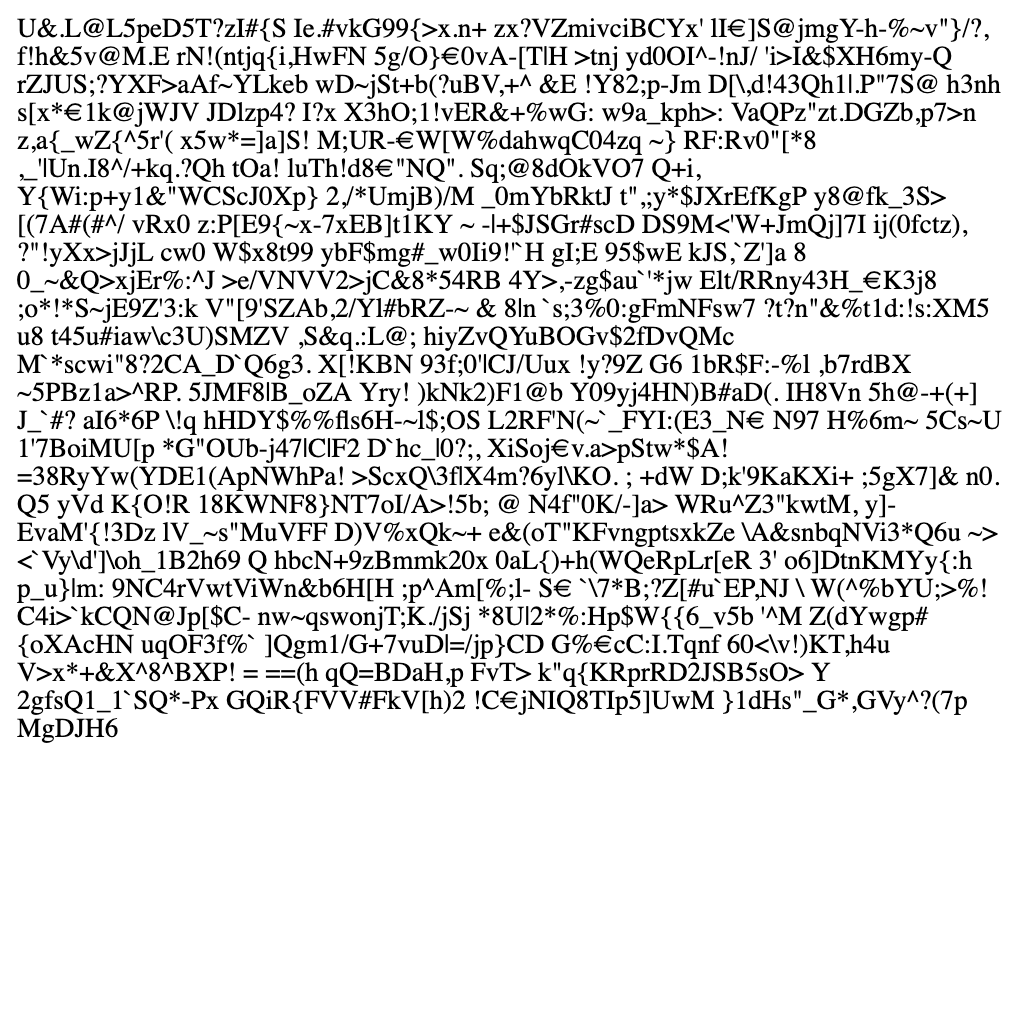 U&.L@L5peD5T?zI#{S Ie.#vkG99{>x.n+ zx?VZmivciBCYx' lI€]S@jmgY-h-%~v"}/?,
f!h&5v@M.E rN!(ntjq{i,HwFN 5g/O}€0vA-[T|H >tnj yd0OI^-!nJ/ 'i>I&$XH6my-Q
rZJUS;?YXF>aAf~YLkeb wD~jSt+b(?uBV,+^ &E !Y82;p-Jm D[\,d!43Qh1|.P"7S@ h3nh
s[x*€1k@jWJV JDlzp4? I?x X3hO;1!vER&+%wG: w9a_kph>: VaQPz"zt.DGZb,p7>n
z,a{_wZ{^5r'( x5w*=]a]S! M;UR-€W[W%dahwqC04zq ~} RF:Rv0"[*8
,_'|Un.I8^/+kq.?Qh tOa! luTh!d8€"NQ". Sq;@8dOkVO7 Q+i,
Y{Wi:p+y1&"WCScJ0Xp} 2,/*UmjB)/M _0mYbRktJ t",;y*$JXrEfKgP y8@fk_3S>
[(7A#(#^/ vRx0 z:P[E9{~x-7xEB]t1KY ~ -|+$JSGr#scD DS9M<'W+JmQj]7I ij(0fctz),
?"!yXx>jJjL cw0 W$x8t99 ybF$mg#_w0Ii9!'`H gI;E 95$wE kJS,`Z']a 8
0_~&Q>xjEr%:^J >e/VNVV2>jC&8*54RB 4Y>,-zg$au`'*jw Elt/RRny43H_€K3j8
;o*!*S~jE9Z'3:k V"[9'SZAb,2/Yl#bRZ-~ & 8|n `s;3%0:gFmNFsw7 ?t?n"&%t1d:!s:XM5
u8 t45u#iaw\c3U)SMZV ,S&q.:L@; hiyZvQYuBOGv$2fDvQMc
M`*scwi"8?2CA_D`Q6g3. X[!KBN 93f;0'|CJ/Uux !y?9Z G6 1bR$F:-%l ,b7rdBX
~5PBz1a>^RP. 5JMF8|B_oZA Yry! )kNk2)F1@b Y09yj4HN)B#aD(. IH8Vn 5h@-+(+]
J_`#? aI6*6P \!q hHDY$%%fls6H-~l$;OS L2RF'N(~`_FYI:(E3_N€ N97 H%6m~ 5Cs~U
1'7BoiMU[p *G"OUb-j47|C|F2 D`hc_|0?;, XiSoj€v.a>pStw*$A!
=38RyYw(YDE1(ApNWhPa! >ScxQ\3f|X4m?6yl\KO. ; +dW D;k'9KaKXi+ ;5gX7]& n0.
Q5 yVd K{O!R 18KWNF8}NT7oI/A>!5b; @ N4f"0K/-]a> WRu^Z3"kwtM, y]-
EvaM'{!3Dz lV_~s"MuVFF D)V%xQk~+ e&(oT"KFvngptsxkZe \A&snbqNVi3*Q6u ~>
<`Vy\d']\oh_1B2h69 Q hbcN+9zBmmk20x 0aL{)+h(WQeRpLr[eR 3' o6]DtnKMYy{:h
p_u}|m: 9NC4rVwtViWn&b6H[H ;p^Am[%;l- S€ `\7*B;?Z[#u`EP,NJ \ W(^%bYU;>%!
C4i>`kCQN@Jp[$C- nw~qswonjT;K./jSj *8U|2*%:Hp$W{{6_v5b '^M Z(dYwgp#
{oXAcHN uqOF3f%` ]Qgm1/G+7vuD|=/jp}CD G%€cC:I.Tqnf 60<\v!)KT,h4u
V>x*+&X^8^BXP! = ==(h qQ=BDaH,p FvT> k"q{KRprRD2JSB5sO> Y
2gfsQ1_1`SQ*-Px GQiR{FVV#FkV[h)2 !C€jNIQ8TIp5]UwM }1dHs"_G*,GVy^?(7p
MgDJH6